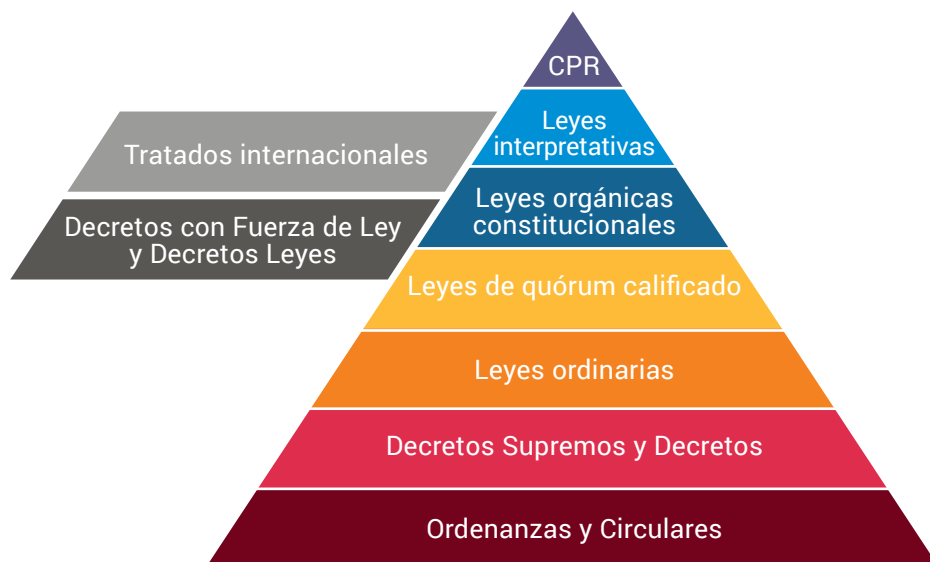 CPR
Leyes
interpretativas
Tratados internacionales
Leyes orgánicas
constitucionales
Decretos con Fuerza de Ley
y Decretos Leyes
Leyes de quórum calificado
Leyes ordinarias
Decretos Supremos y Decretos
Ordenanzas y Circulares